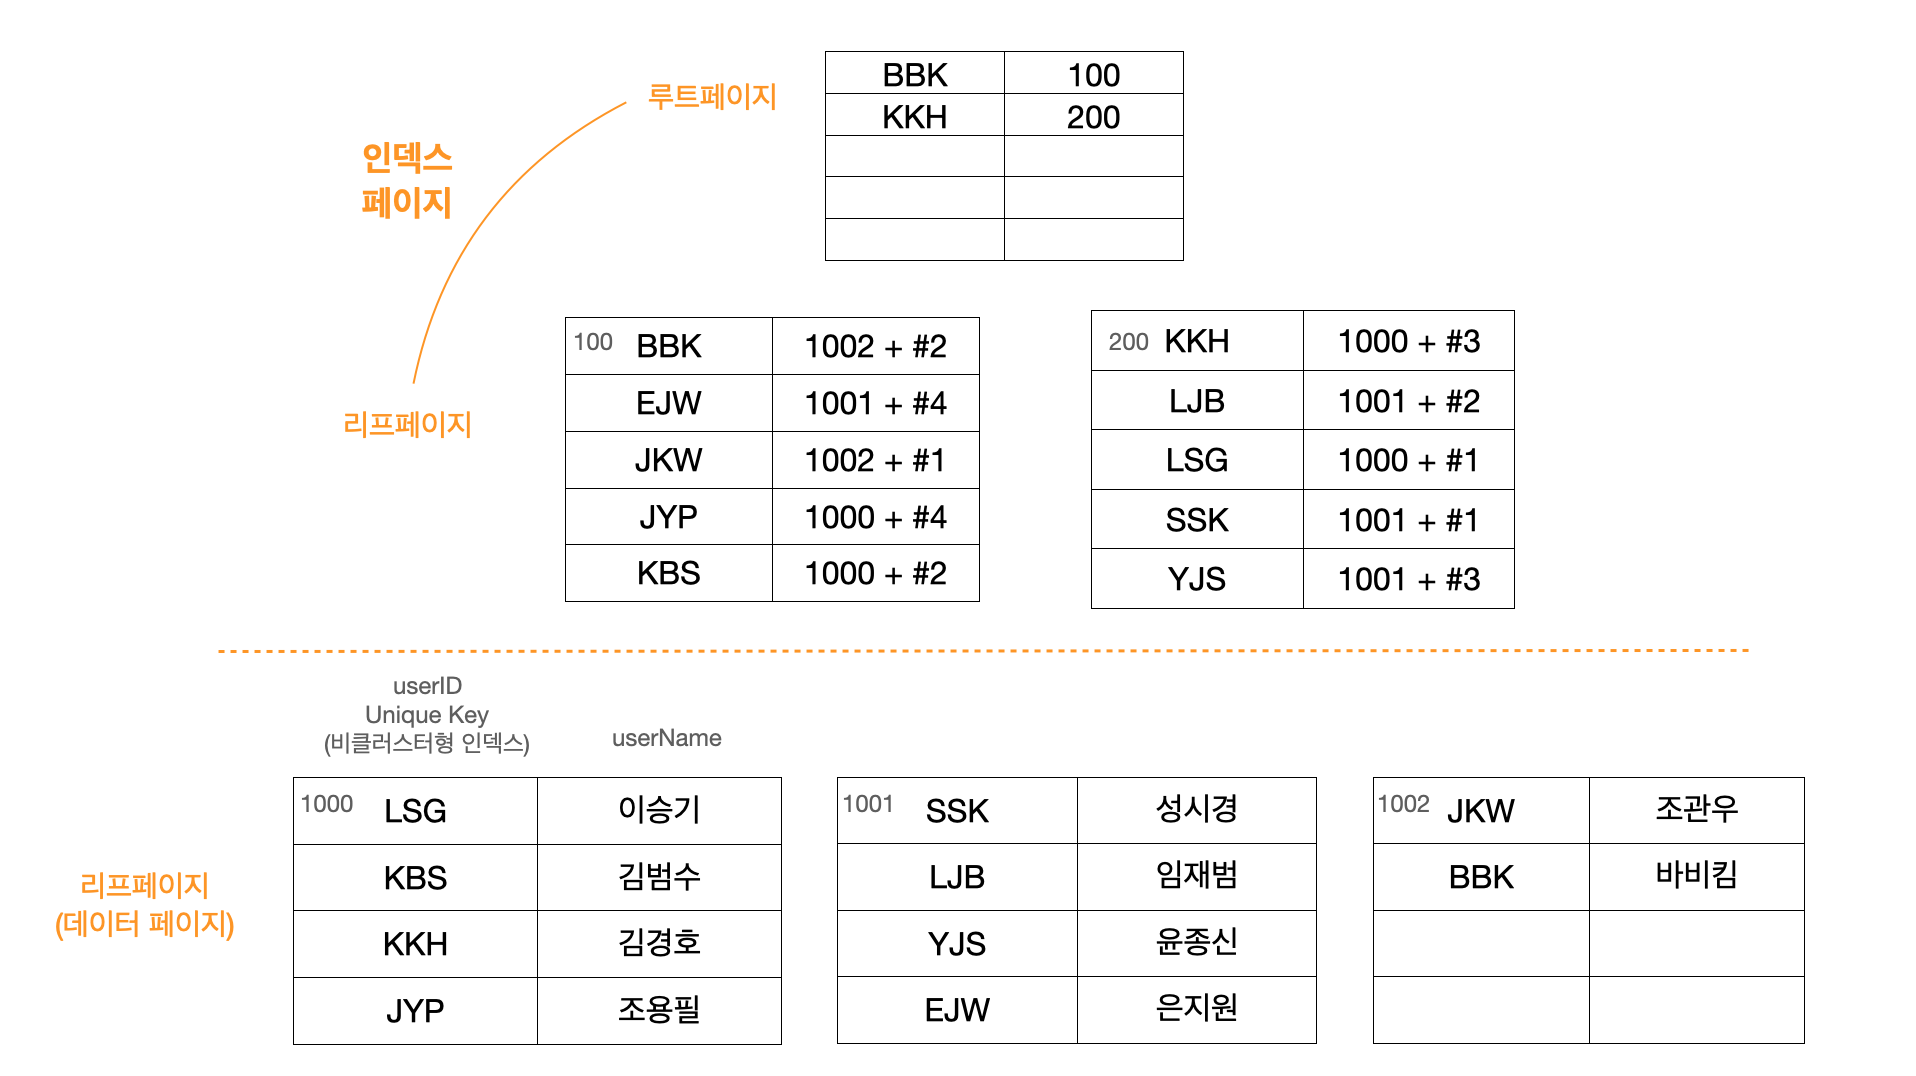 BBK 100
루트페이지
KKH 200
인덱스
페이지
100 BBK 1002 + #2
EJW 1001 + #4
JKW 1002 + #1
JYP 1000 + #4
KBS 1000 + #2
200 KKH 1000 + #3
LJB 1001 + #2
LSG 1000 + #1
SSK 1001 + #1
YJS 1001 + #3
리프페이지
userID
Unique Key
(비클러스터형 인덱스)
userName
1000 LSG 이승기
KBS 김범수
KKH 김경호
JYP 조용필
1001 SSK 성시경
LJB 임재범
YJS 윤종신
EJW 은지원
1002 JKW 조관우
BBK 바비킴
리프페이지
(데이터 페이지)